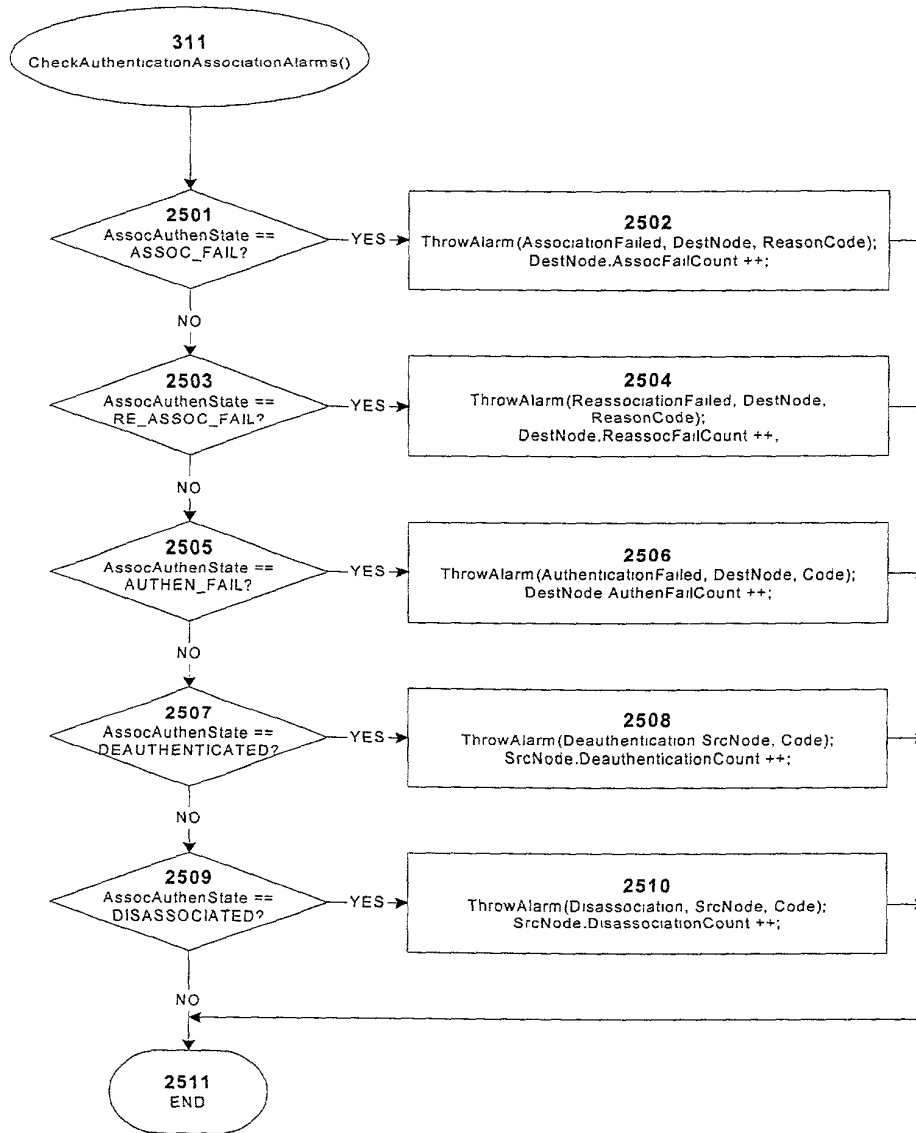 311
CheckAuthenticationAssociationAlarms()
2501
AssocAuthenState ==
ASSOC_FAIL?
YES
2502
ThrowAlarm(AssociationFailed, DestNode, ReasonCode);
DestNode.AssocFailCount ++;
NO
2503
AssocAuthenState ==
RE_ASSOC_FAIL?
YES
2504
ThrowAlarm(ReassociationFailed, DestNode,
ReasonCode);
DestNode.ReassocFailCount ++,
NO
2505
AssocAuthenState ==
AUTHEN_FAIL?
YES
2506
ThrowAlarm(AuthenticationFailed, DestNode, Code);
DestNode AuthenFailCount ++;
NO
2507
AssocAuthenState ==
DEAUTHENTICATED?
YES
2508
ThrowAlarm(Deauthentication SrcNode, Code);
SrcNode.DeauthenticationCount ++;
NO
2509
AssocAuthenState ==
DISASSOCIATED?
YES
2510
ThrowAlarm(Disassociation, SrcNode, Code);
SrcNode.DisassociationCount ++;
NO
2511
END